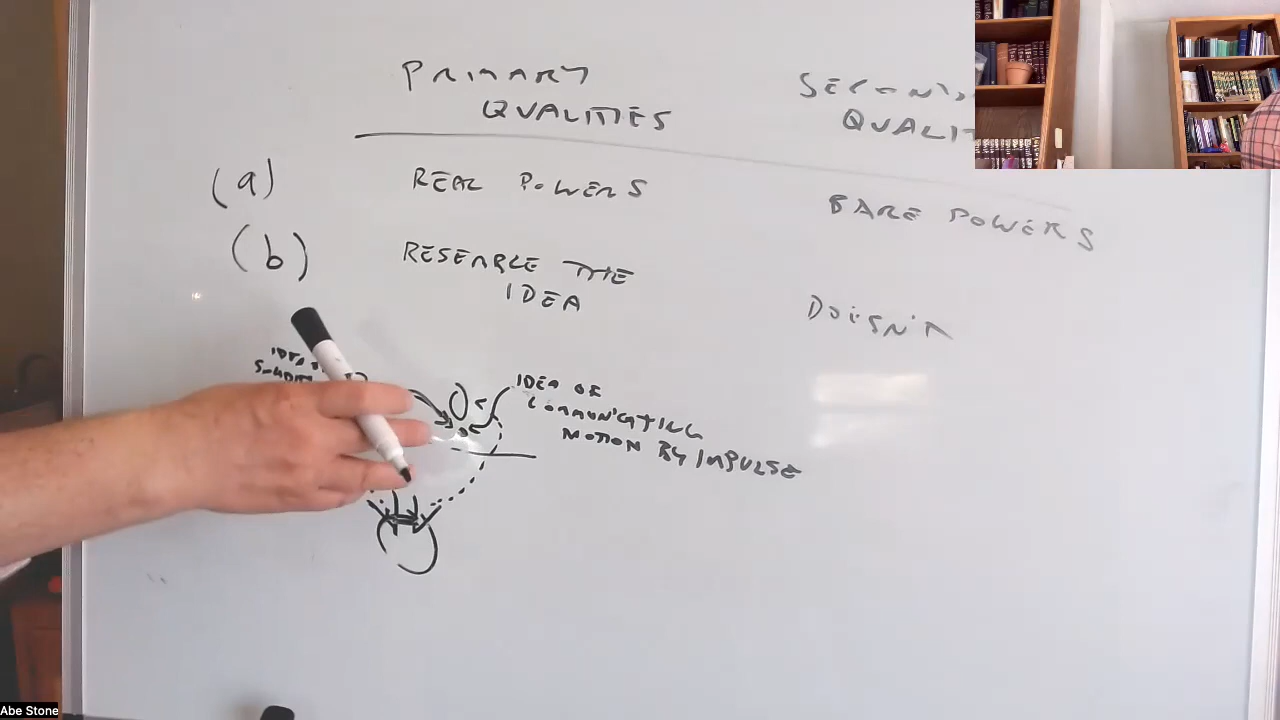 PRIMARY
QUALITIES
QUALIT
(a)
REAL POWERS
BARE POWERS
(b)
RESEMBLE THE
IDEA
DOESN'T
IDEA OF
COMMUNICATING
MOTION BY IMPULSE
Abe Stone